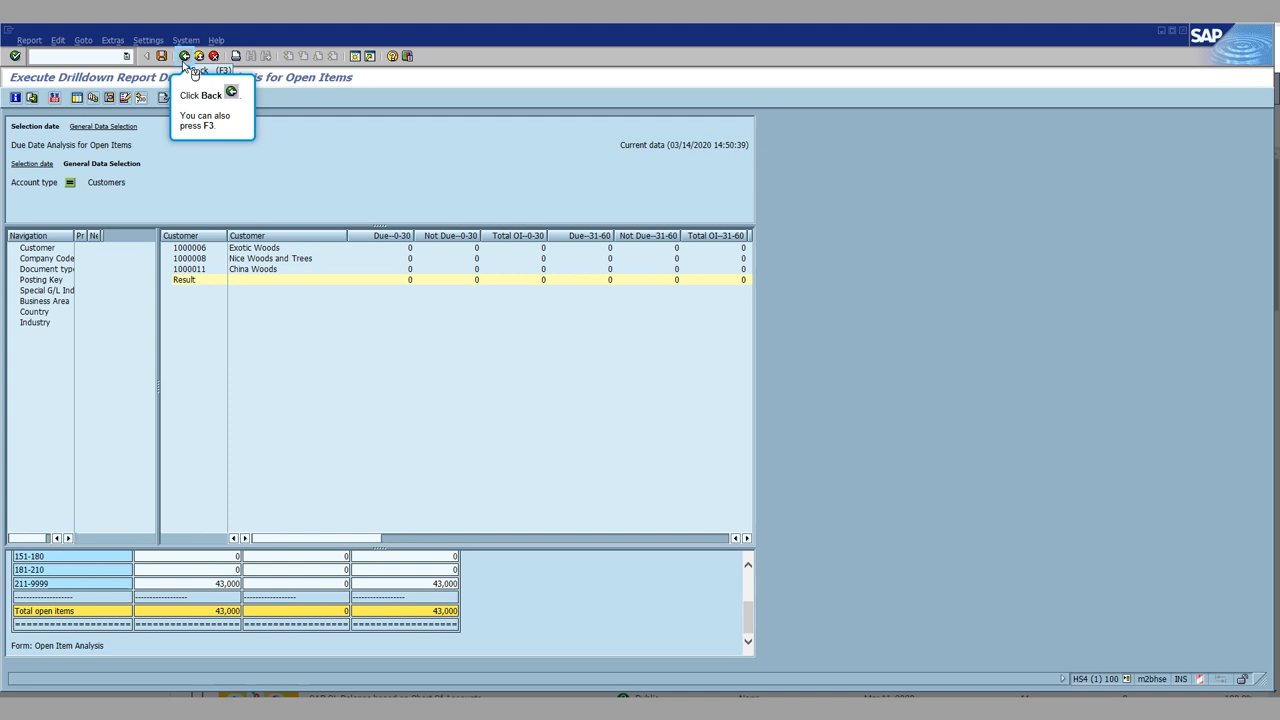 Report Edit Goto Extras Settings System Help
SAP
Execute Drilldown Report D is for Open Items
ck (F3)
Click Back .
You can also
press F3.
Selection date General Data Selection
Due Date Analysis for Open Items Current data (03/14/2020 14:50:39)
Selection date General Data Selection
Account type Customers
Navigation Pr Ne
Customer
Company Code
Document type
Posting Key
Special G/L Ind
Business Area
Country
Industry
Customer Customer Due--0-30 Not Due--0-30 Total OI--0-30 Due--31-60 Not Due--31-60 Total OI--31-60
1000006 Exotic Woods 0 0 0 0 0 0
1000008 Nice Woods and Trees 0 0 0 0 0 0
1000011 China Woods 0 0 0 0 0 0
Result 0 0 0 0 0 0
151-180 0 0 0
181-210 0 0 0
211-9999 43,000 0 43,000
Total open items 43,000 0 43,000
Form: Open Item Analysis
HS4 (1) 100 m2bhse INS